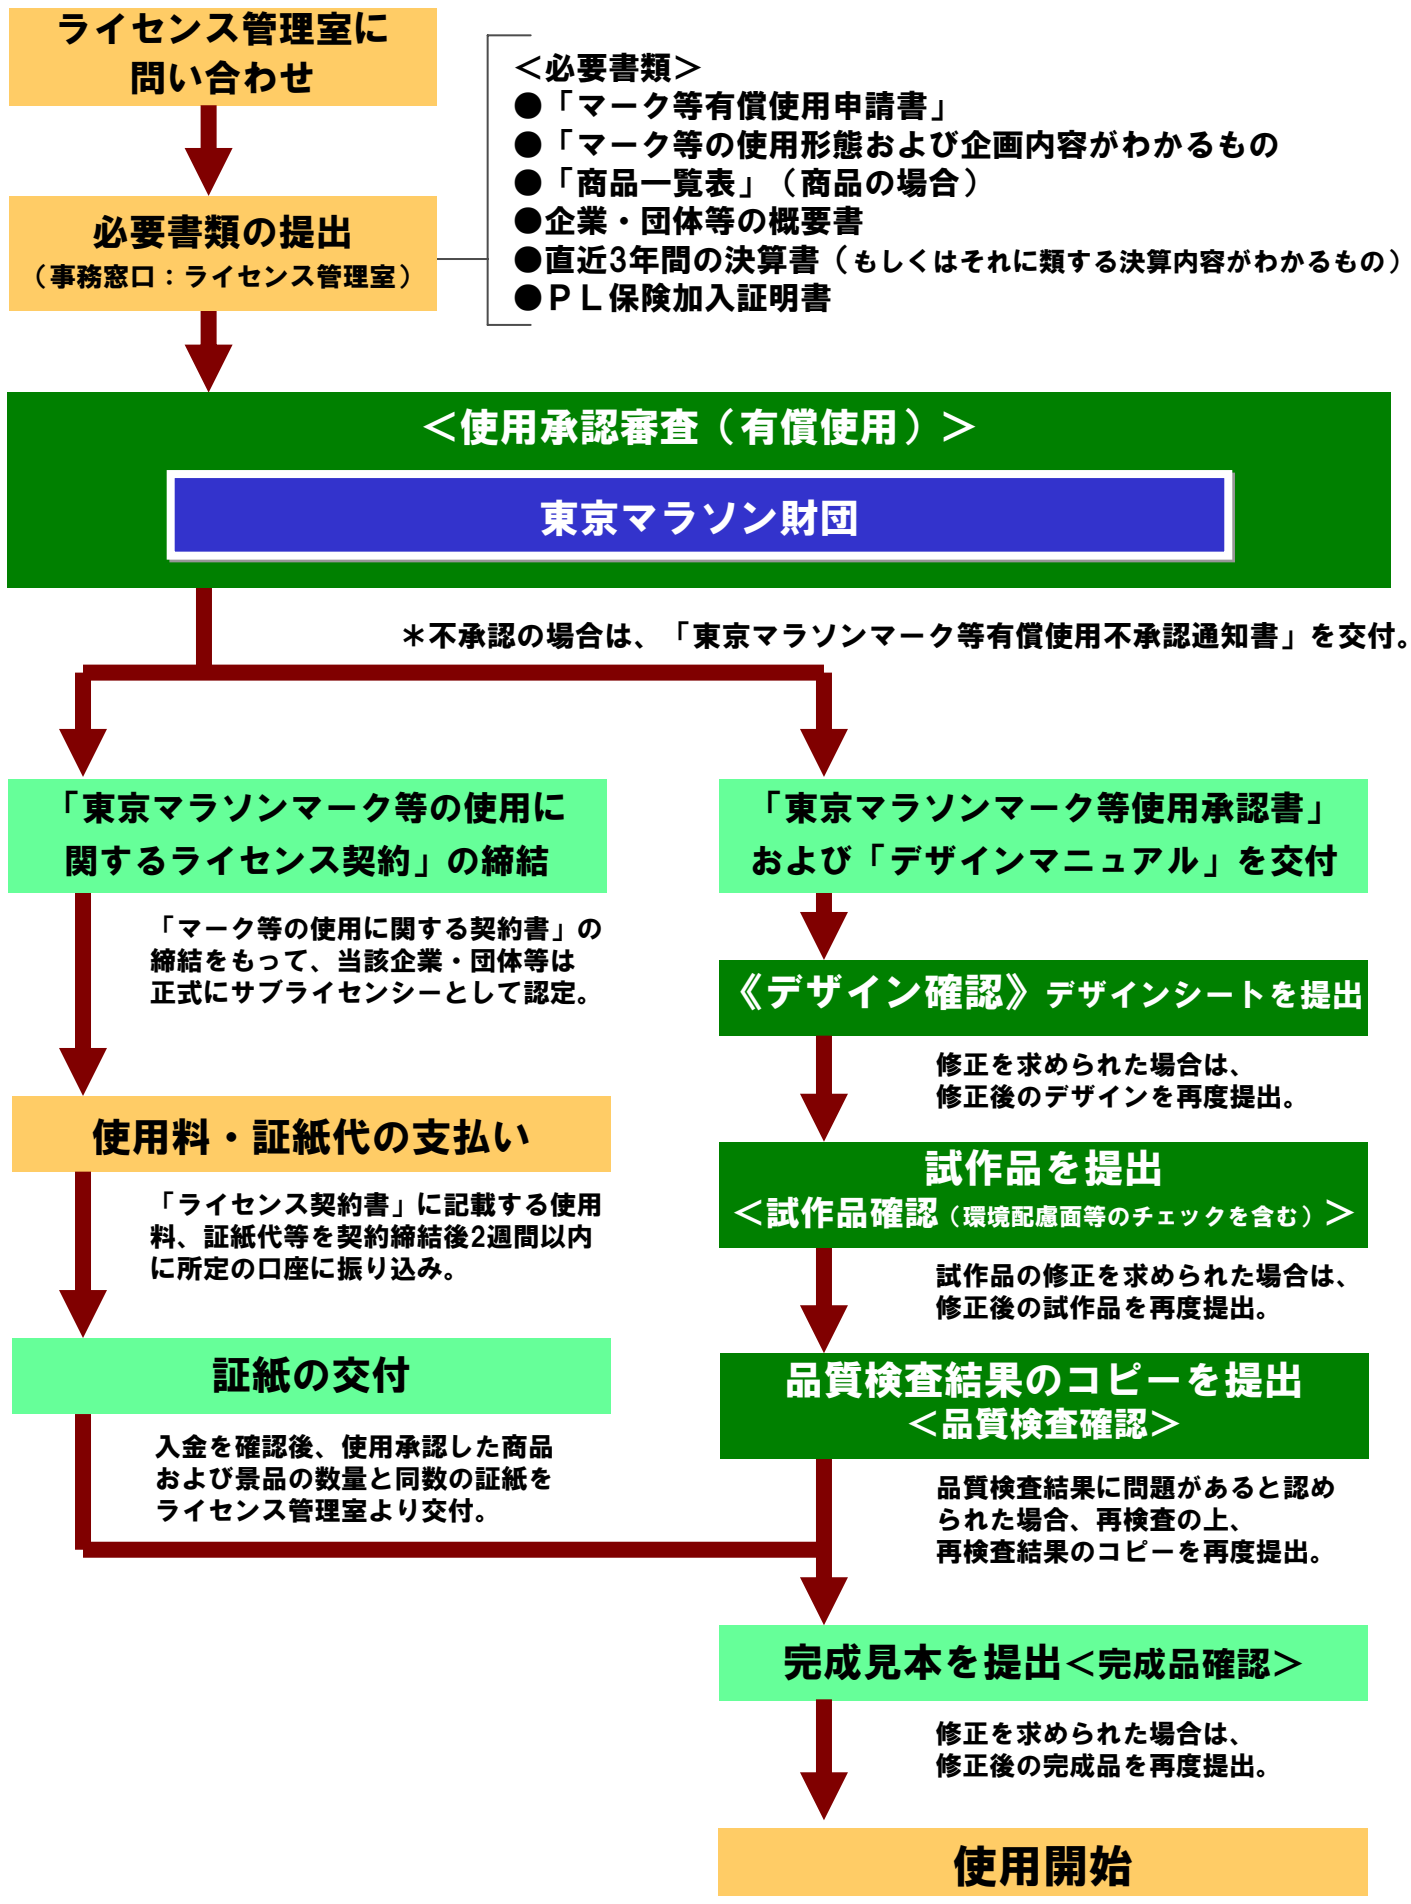 ライセンス管理室に
問い合わせ
＜必要書類＞
●「マーク等有償使用申請書」
●「マーク等の使用形態および企画内容がわかるもの
●「商品一覧表」（商品の場合）
●企業・団体等の概要書
●直近3年間の決算書（もしくはそれに類する決算内容がわかるもの）
●ＰＬ保険加入証明書
必要書類の提出
（事務窓口：ライセンス管理室）
＜使用承認審査（有償使用）＞
東京マラソン財団
＊不承認の場合は、「東京マラソンマーク等有償使用不承認通知書」を交付。
「東京マラソンマーク等の使用に
関するライセンス契約」の締結
「マーク等の使用に関する契約書」の
締結をもって、当該企業・団体等は
正式にサブライセンシーとして認定。
使用料・証紙代の支払い
「ライセンス契約書」に記載する使用
料、証紙代等を契約締結後2週間以内
に所定の口座に振り込み。
証紙の交付
入金を確認後、使用承認した商品
および景品の数量と同数の証紙を
ライセンス管理室より交付。
「東京マラソンマーク等使用承認書」
および「デザインマニュアル」を交付
《デザイン確認》デザインシートを提出
修正を求められた場合は、
修正後のデザインを再度提出。
試作品を提出
＜試作品確認（環境配慮面等のチェックを含む）＞
試作品の修正を求められた場合は、
修正後の試作品を再度提出。
品質検査結果のコピーを提出
＜品質検査確認＞
品質検査結果に問題があると認め
られた場合、再検査の上、
再検査結果のコピーを再度提出。
完成見本を提出＜完成品確認＞
修正を求められた場合は、
修正後の完成品を再度提出。
使用開始